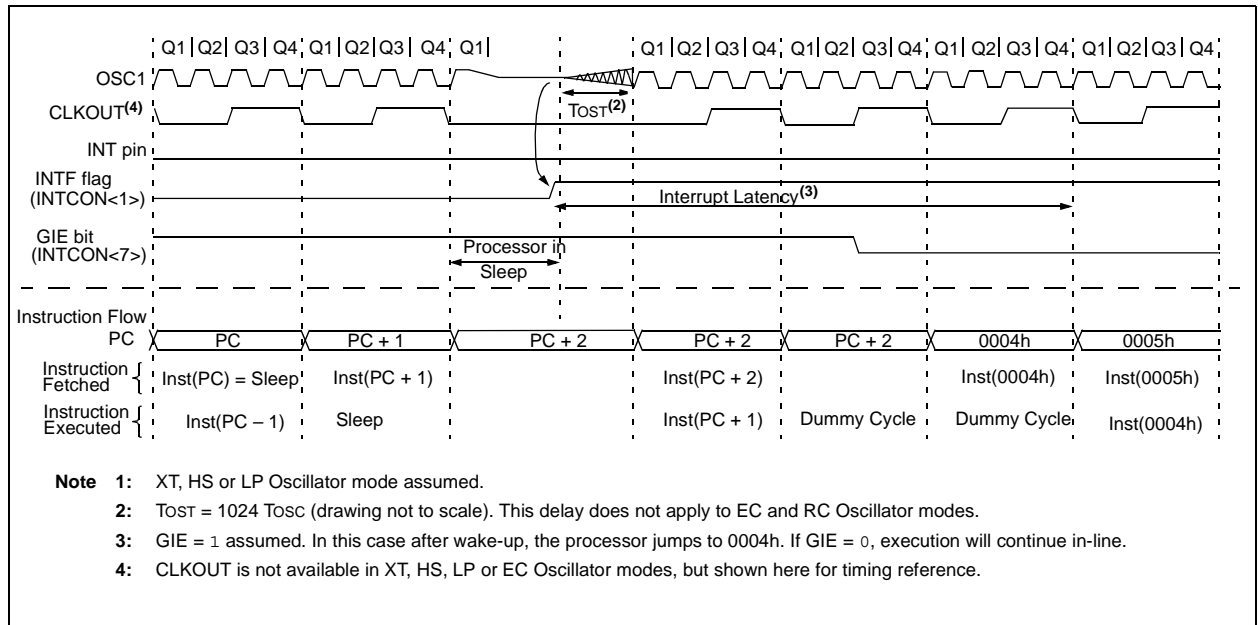 Q1 Q2 Q3 Q4 Q1 Q2 Q3 Q4 Q1 Q1 Q2 Q3 Q4 Q1 Q2 Q3 Q4 Q1 Q2 Q3 Q4 Q1 Q2 Q3 Q4
OSC1
TOST(2)
CLKOUT(4)
INT pin
INTF flag
(INTCON<1>)
Interrupt Latency(3)
GIE bit
(INTCON<7>)
Processor in
Sleep
Instruction Flow
PC PC PC + 1 PC + 2 PC + 2 PC + 2 0004h 0005h
Instruction
Fetched { Inst(PC) = Sleep Inst(PC + 1) Inst(PC + 2) Inst(0004h) Inst(0005h)
Instruction
Executed { Inst(PC – 1) Sleep Inst(PC + 1) Dummy Cycle Dummy Cycle Inst(0004h)
Note 1: XT, HS or LP Oscillator mode assumed.
2: TOST = 1024 TOSC (drawing not to scale). This delay does not apply to EC and RC Oscillator modes.
3: GIE = 1 assumed. In this case after wake-up, the processor jumps to 0004h. If GIE = 0, execution will continue in-line.
4: CLKOUT is not available in XT, HS, LP or EC Oscillator modes, but shown here for timing reference.